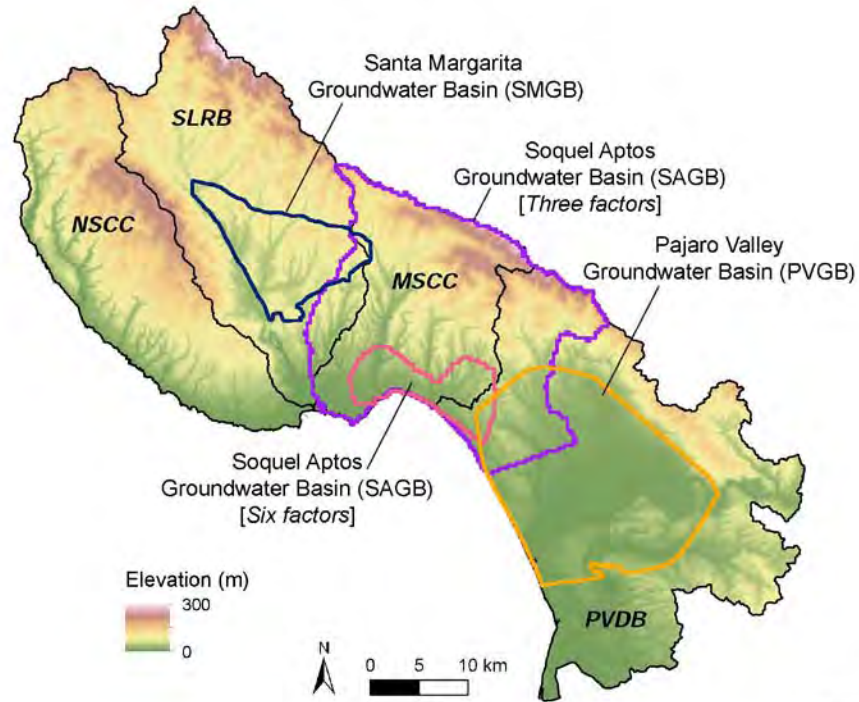 Santa Margarita
Groundwater Basin (SMGB)
SLRB
Soquel Aptos
Groundwater Basin (SAGB)
[Three factors]
NSCC
Pajaro Valley
Groundwater Basin (PVGB)
MSCC
Soquel Aptos
Groundwater Basin (SAGB)
[Six factors]
Elevation (m)
300
0
PVDB
N
0 5 10 km